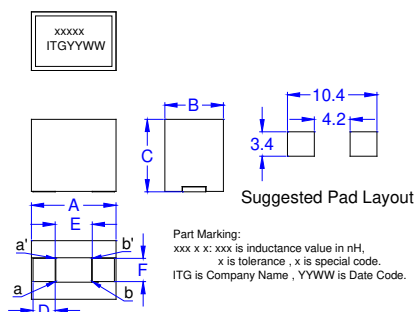 xxxxx
ITGYYWW
B
10.4
4.2
C
3.4
A
Suggested Pad Layout
E
a'
b'
F
a
b
D
Part Marking:
xxx x x: xxx is inductance value in nH,
x is tolerance , x is special code.
ITG is Company Name , YYWW is Date Code.